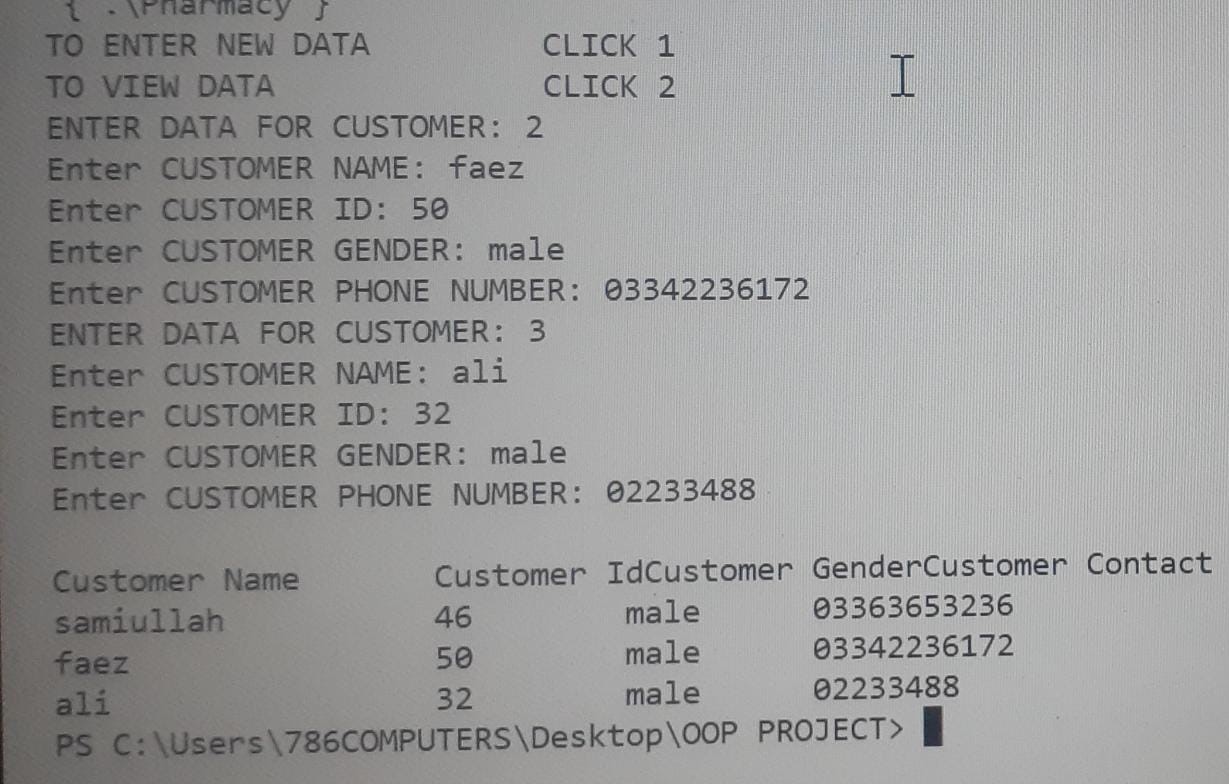 { .\Pharmacy }
TO ENTER NEW DATA CLICK 1
TO VIEW DATA CLICK 2
ENTER DATA FOR CUSTOMER: 2
Enter CUSTOMER NAME: faez
Enter CUSTOMER ID: 50
Enter CUSTOMER GENDER: male
Enter CUSTOMER PHONE NUMBER: 03342236172
ENTER DATA FOR CUSTOMER: 3
Enter CUSTOMER NAME: ali
Enter CUSTOMER ID: 32
Enter CUSTOMER GENDER: male
Enter CUSTOMER PHONE NUMBER: 02233488
Customer Name Customer IdCustomer GenderCustomer Contact
samiullah 46 male 03363653236
faez 50 male 03342236172
ali 32 male 02233488
PS C:\Users\786COMPUTERS\Desktop\OOP PROJECT>